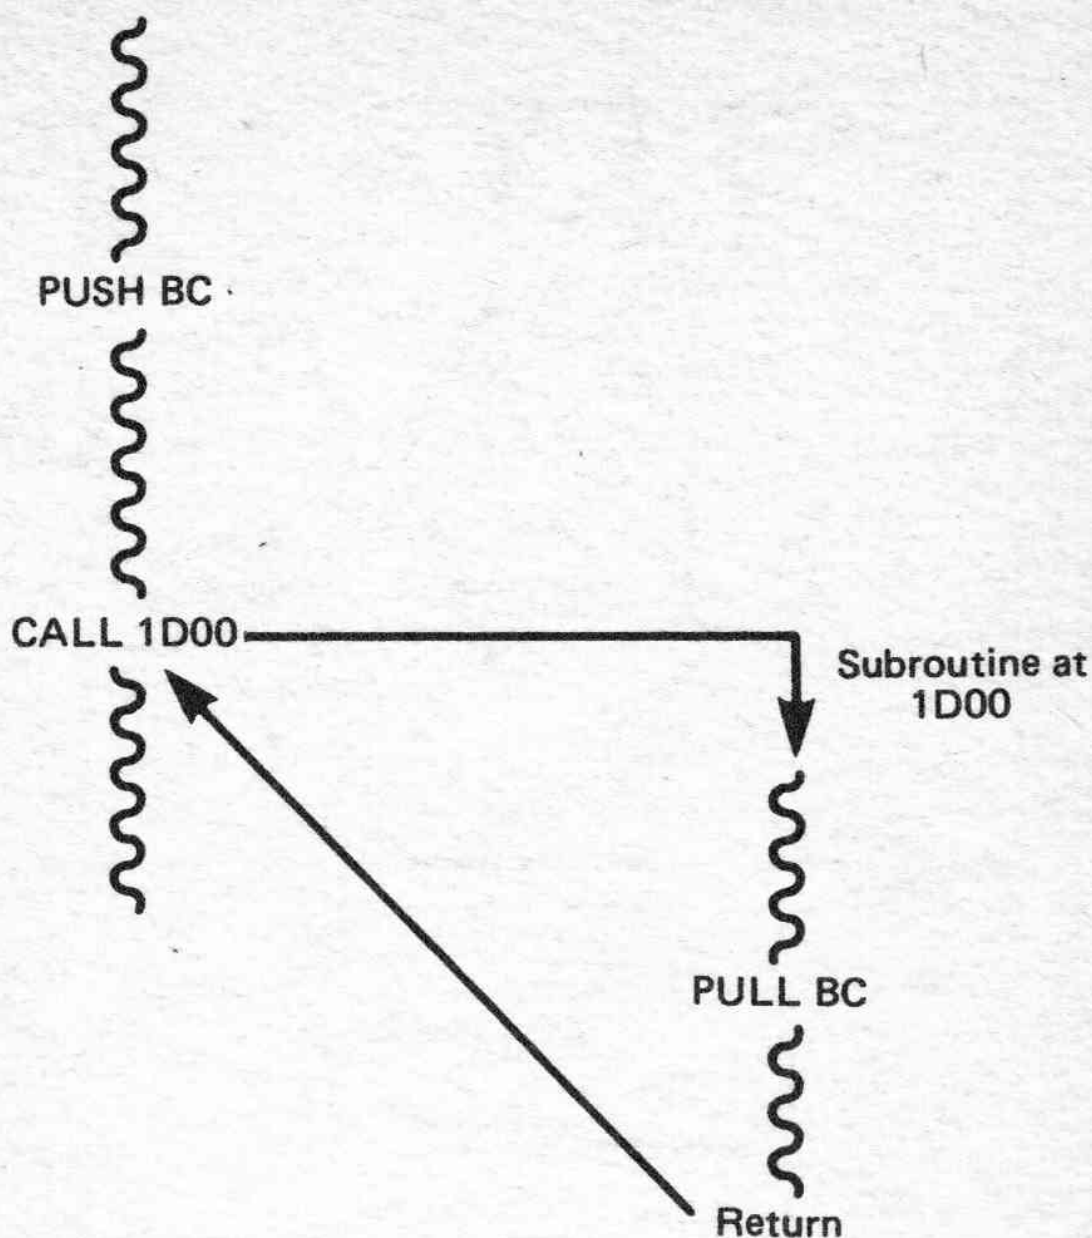 PUSH BC
CALL 1D00
Subroutine at
1D00
PULL BC
Return